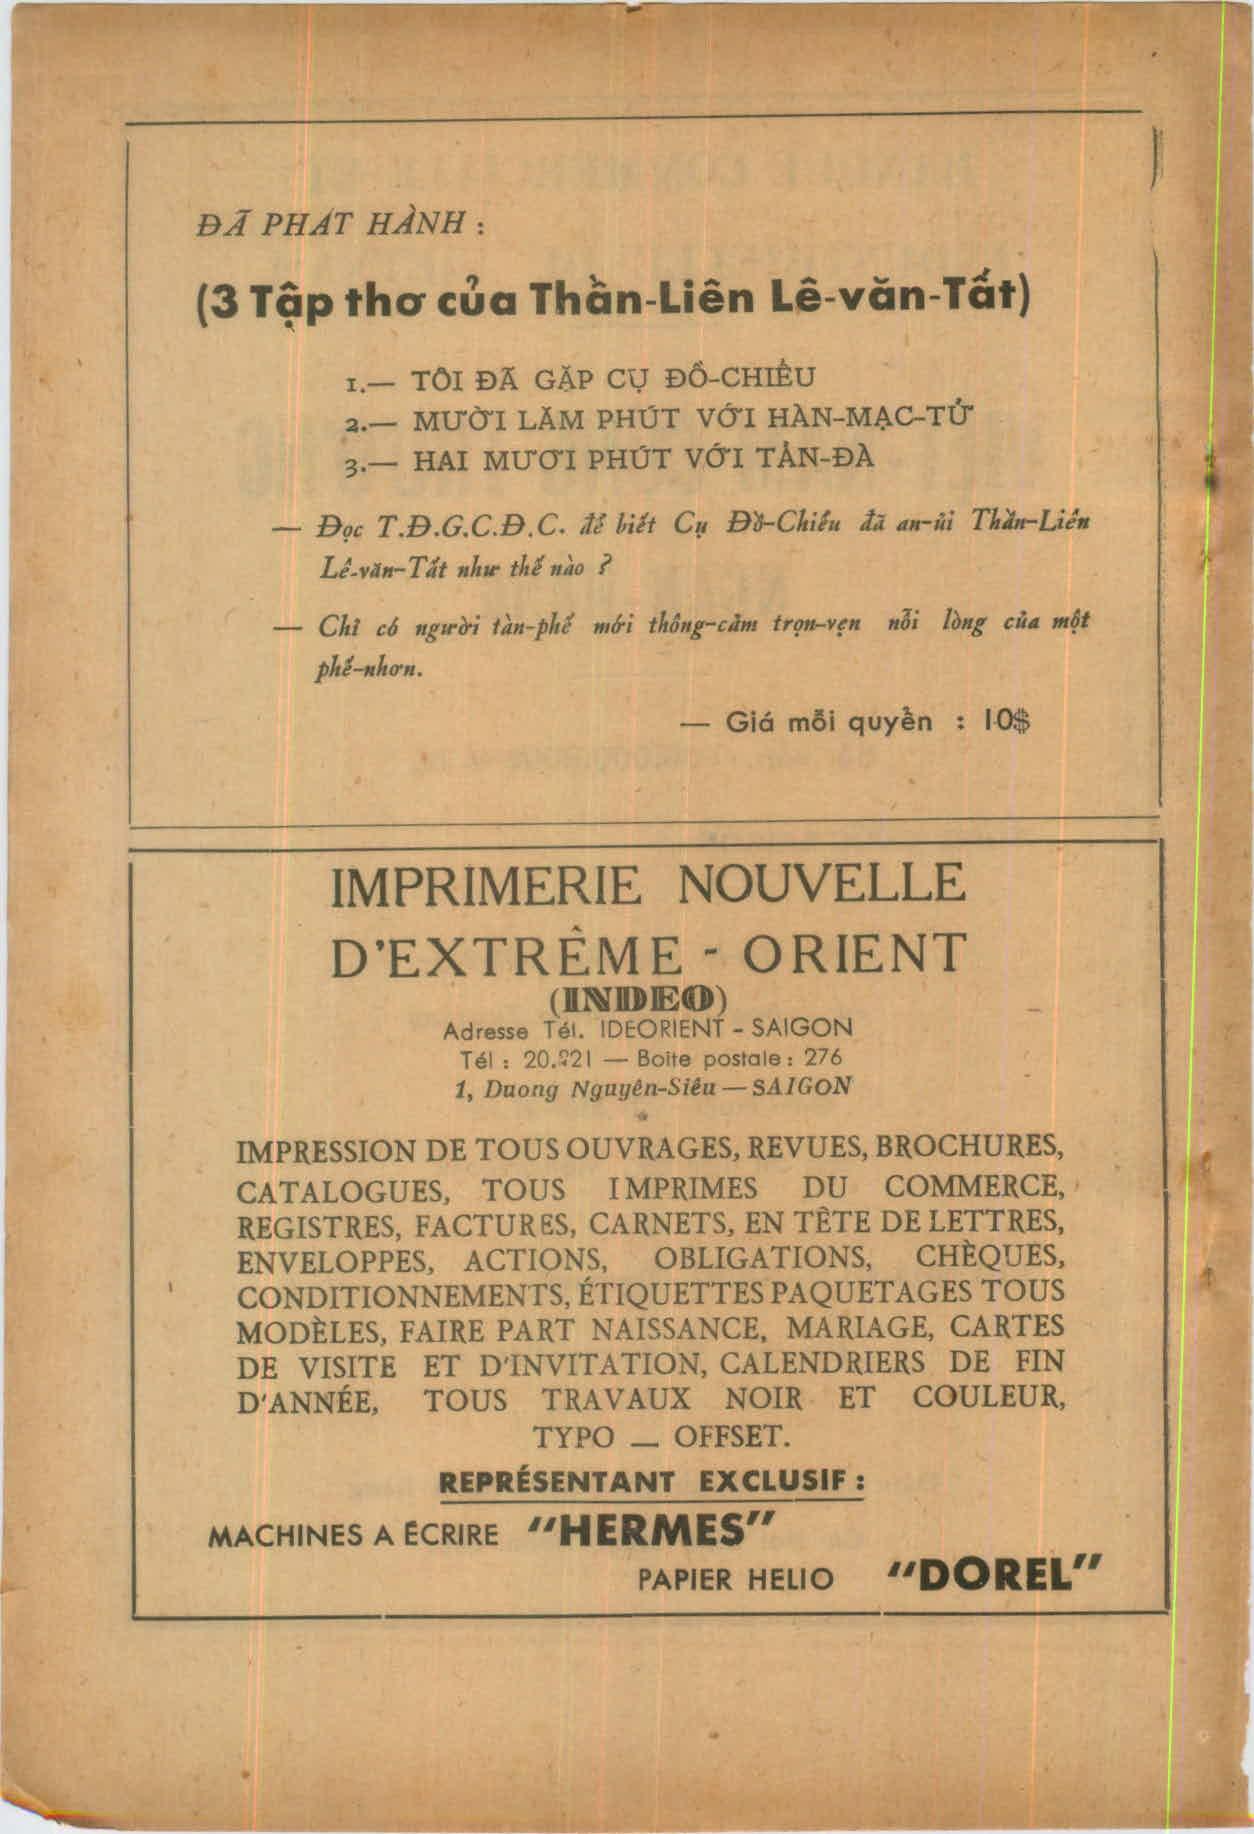 ĐÃ PHÁT HÀNH :
(3 Tập thơ của Thần-Liên Lê-văn-Tất)
1.— TÔI ĐÃ GẶP CỤ ĐỒ-CHIỂU
2.— MƯỜI LĂM PHÚT VỚI HÀN-MẠC-TỬ
3.— HAI MƯƠI PHÚT VỚI TẢN-ĐÀ
— Đọc T.Đ.G.C.Đ.C. để biết Cụ Đồ-Chiểu đã an-ủi Thần-Liên
Lê-văn-Tất như thế nào ?
— Chỉ có người tàn-phế mới thông-cảm trọn-vẹn nỗi lòng của một
phế-nhơn.
— Giá mỗi quyển : 10$
IMPRIMERIE NOUVELLE
D'EXTRÊME - ORIENT
(INDEO)
Adresse Tél. IDEORIENT - SAIGON
Tél : — Boite postale : 276
1, Duong Nguyên-Siêu — SAIGON
IMPRESSION DE TOUS OUVRAGES, REVUES, BROCHURES,
CATALOGUES, TOUS IMPRIMES DU COMMERCE,
REGISTRES, FACTURES, CARNETS, EN TÊTE DE LETTRES,
ENVELOPPES, ACTIONS, OBLIGATIONS, CHÈQUES,
CONDITIONNEMENTS, ÉTIQUETTES PAQUETAGES TOUS
MODÈLES, FAIRE PART NAISSANCE, MARIAGE, CARTES
DE VISITE ET D'INVITATION, CALENDRIERS DE FIN
D'ANNÉE, TOUS TRAVAUX NOIR ET COULEUR,
TYPO — OFFSET.
REPRÉSENTANT EXCLUSIF :
MACHINES A ÉCRIRE "HERMES"
PAPIER HELIO "DOREL"